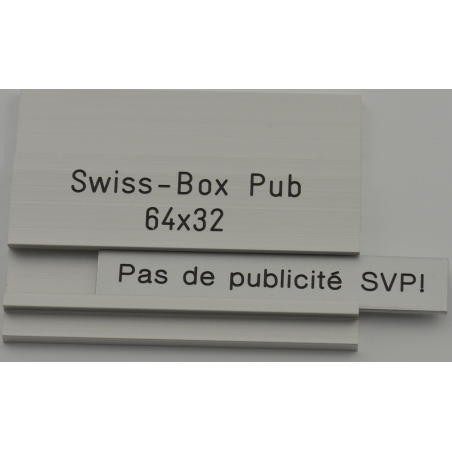 Swiss-Box Pub
64x32
Pas de publicité SVP!